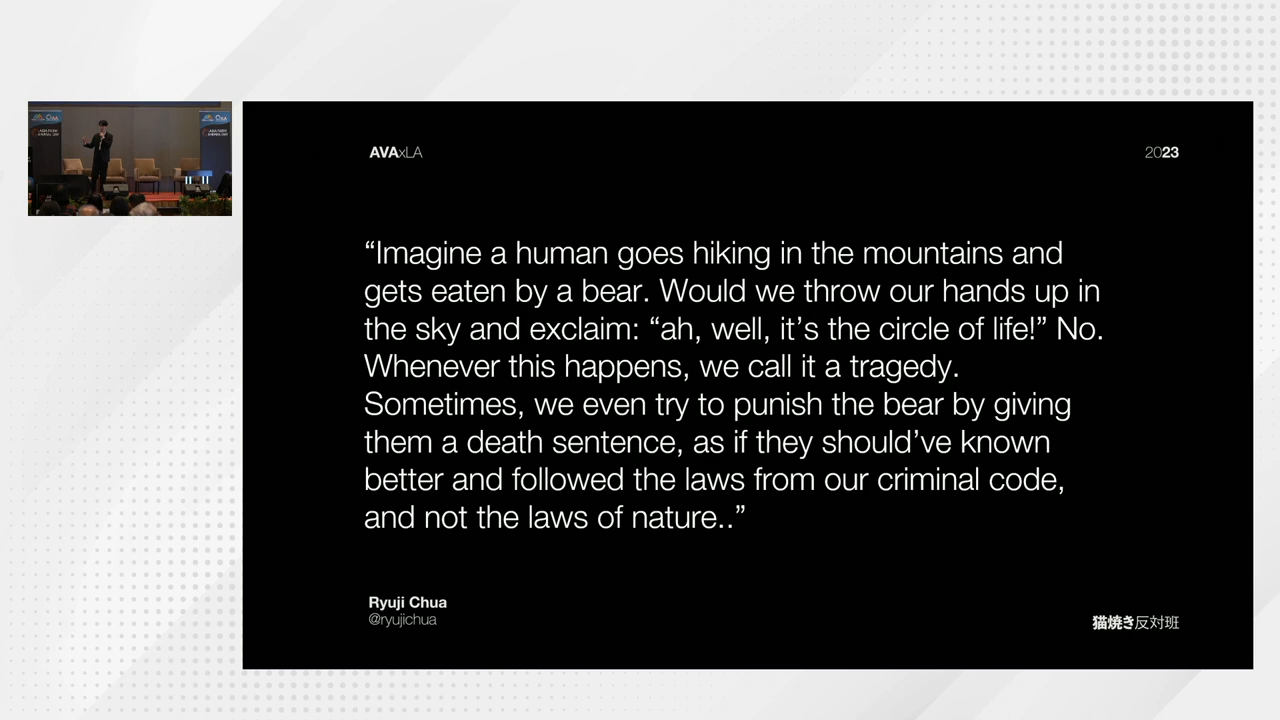 AVAxLA
2023
“Imagine a human goes hiking in the mountains and
gets eaten by a bear. Would we throw our hands up in
the sky and exclaim: “ah, well, it’s the circle of life!” No.
Whenever this happens, we call it a tragedy.
Sometimes, we even try to punish the bear by giving
them a death sentence, as if they should’ve known
better and followed the laws from our criminal code,
and not the laws of nature..”
Ryuji Chua
@ryujichua
猫焼き反対班